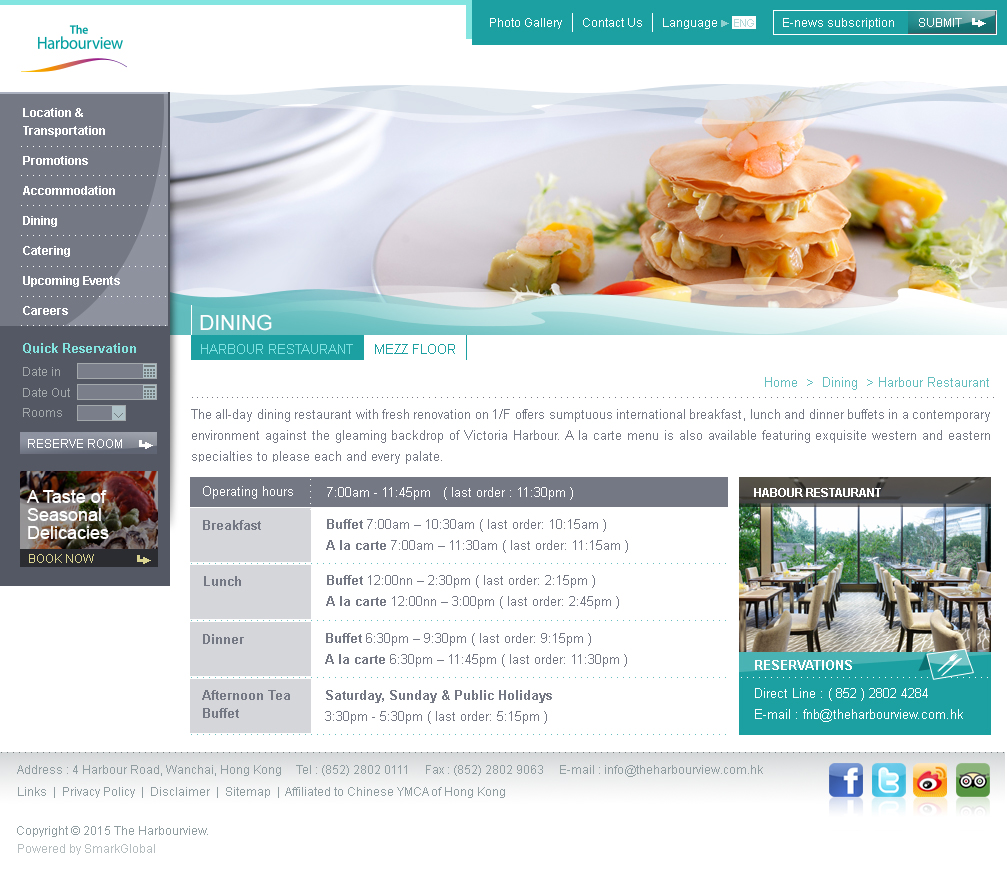 The
Harbourview
Photo Gallery
Contact Us
Language
ENG
E-news subscription
SUBMIT
Location &
Transportation
Promotions
Accommodation
Dining
Catering
Upcoming Events
Careers
Quick Reservation
Date in
Date Out
Rooms
RESERVE ROOM
A Taste of
Seasonal
Delicacies
BOOK NOW
DINING
HARBOUR RESTAURANT
MEZZ FLOOR
Home > Dining > Harbour Restaurant
The all-day dining restaurant with fresh renovation on 1/F offers sumptuous international breakfast, lunch and dinner buffets in a contemporary
environment against the gleaming backdrop of Victoria Harbour. A la carte menu is also available featuring exquisite western and eastern
specialties to please each and every palate.
Operating hours 7:00am - 11:45pm ( last order : 11:30pm )
Breakfast
Buffet 7:00am – 10:30am ( last order: 10:15am )
A la carte 7:00am – 11:30am ( last order: 11:15am )
Lunch
Buffet 12:00nn – 2:30pm ( last order: 2:15pm )
A la carte 12:00nn – 3:00pm ( last order: 2:45pm )
Dinner
Buffet 6:30pm – 9:30pm ( last order: 9:15pm )
A la carte 6:30pm – 11:45pm ( last order: 11:30pm )
Afternoon Tea
Buffet
Saturday, Sunday & Public Holidays
3:30pm - 5:30pm ( last order: 5:15pm )
HABOUR RESTAURANT
RESERVATIONS
Direct Line : ( 852 ) 2802 4284
E-mail : fnb@theharbourview.com.hk
Address : 4 Harbour Road, Wanchai, Hong Kong Tel : (852) 2802 0111 Fax : (852) 2802 9063 E-mail : info@theharbourview.com.hk
Links | Privacy Policy | Disclaimer | Sitemap | Affiliated to Chinese YMCA of Hong Kong
Copyright © 2015 The Harbourview.
Powered by SmarkGlobal